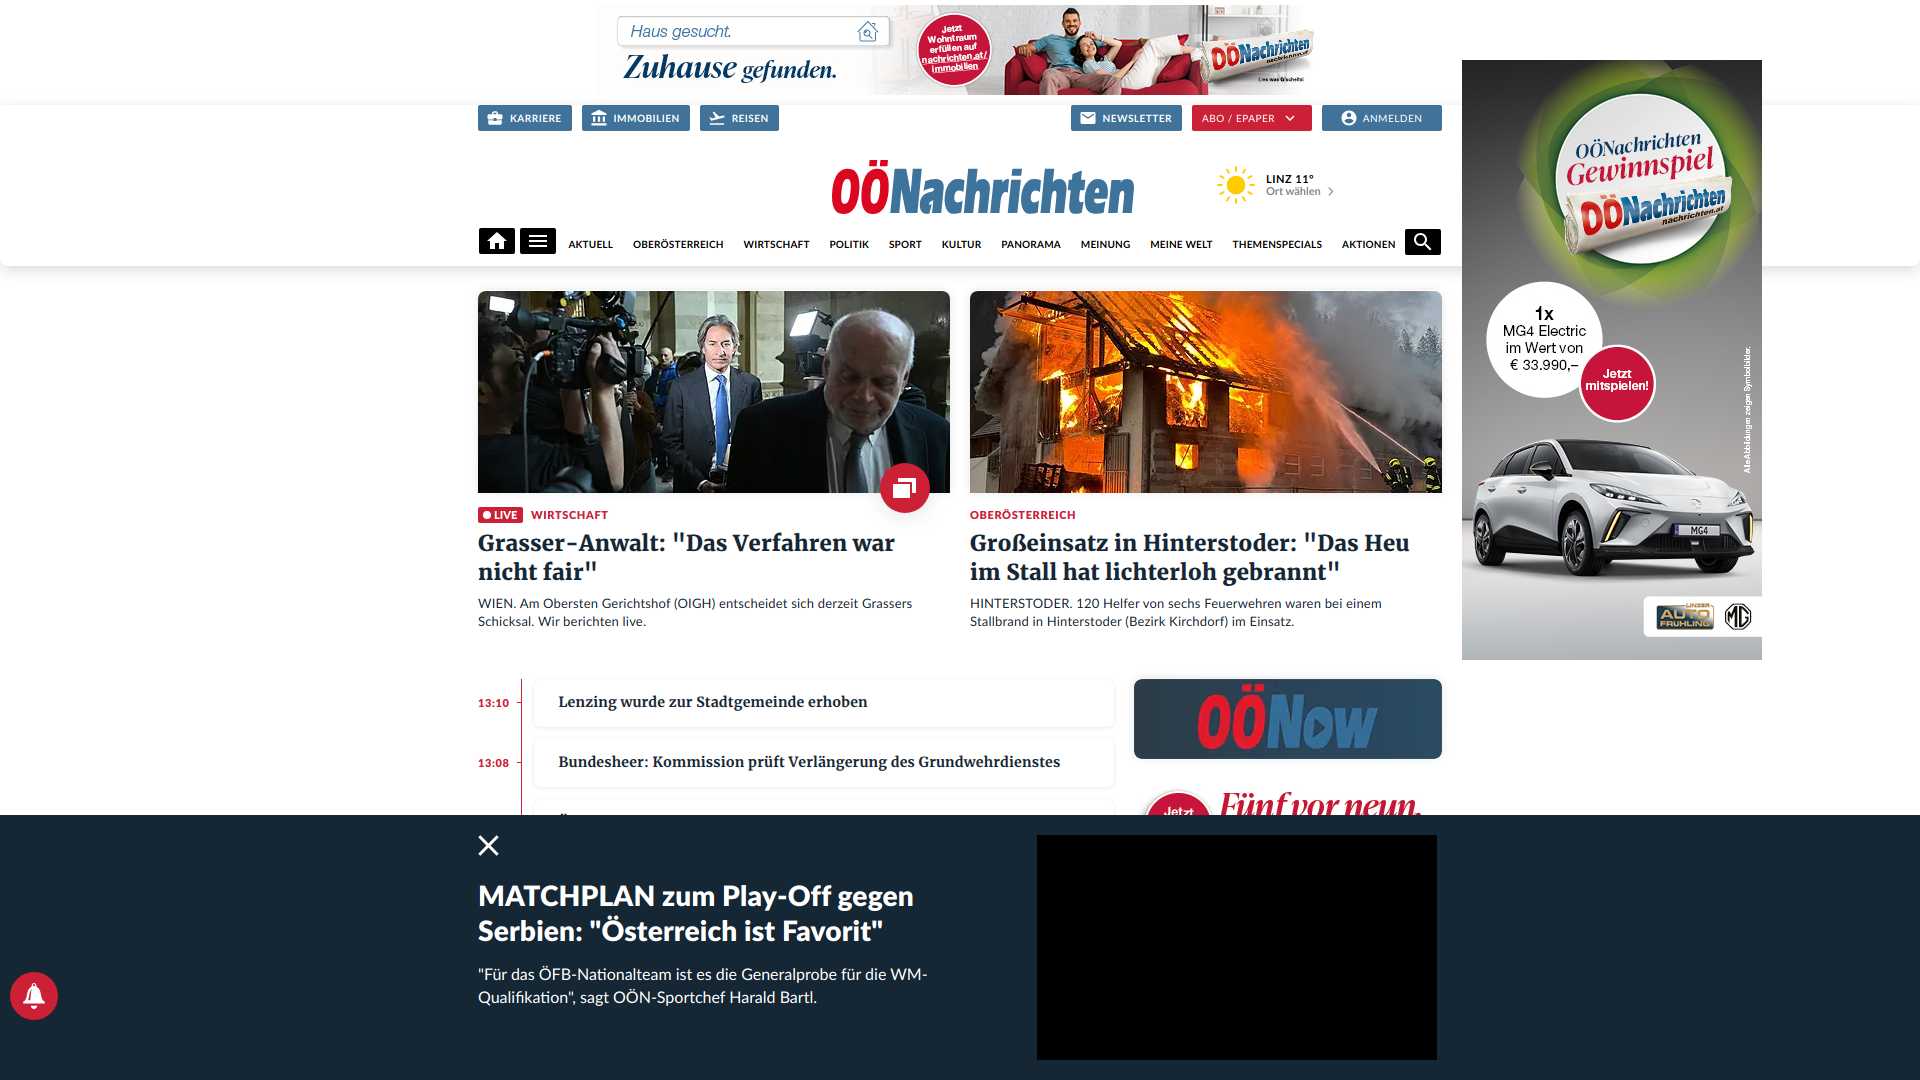 Haus gesucht.
Zuhause gefunden.
Jetzt
Wohntraum
erfüllen auf
nachrichten.at/
immobilien
OÖNachrichten
nachrichten.at
Lies was G'scheits!
KARRIERE
IMMOBILIEN
REISEN
NEWSLETTER
ABO / EPAPER
ANMELDEN
OÖNachrichten
LINZ 11°
Ort wählen
AKTUELL
OBERÖSTERREICH
WIRTSCHAFT
POLITIK
SPORT
KULTUR
PANORAMA
MEINUNG
MEINE WELT
THEMENSPECIALS
AKTIONEN
OÖNachrichten
Gewinnspiel
OÖNachrichten
nachrichten.at
1x
MG4 Electric
im Wert von
€ 33.990,–
Jetzt
mitspielen!
Alle Abbildungen zeigen Symbolbilder.
MG4
LINZER
AUTO
FRÜHLING
MG
LIVE WIRTSCHAFT
Grasser-Anwalt: "Das Verfahren war
nicht fair"
WIEN. Am Obersten Gerichtshof (OIGH) entscheidet sich derzeit Grassers
Schicksal. Wir berichten live.
OBERÖSTERREICH
Großeinsatz in Hinterstoder: "Das Heu
im Stall hat lichterloh gebrannt"
HINTERSTODER. 120 Helfer von sechs Feuerwehren waren bei einem
Stallbrand in Hinterstoder (Bezirk Kirchdorf) im Einsatz.
13:10 Lenzing wurde zur Stadtgemeinde erhoben
13:08 Bundesheer: Kommission prüft Verlängerung des Grundwehrdienstes
OÖNow
Jetzt
Fünf vor neun.
MATCHPLAN zum Play-Off gegen
Serbien: "Österreich ist Favorit"
"Für das ÖFB-Nationalteam ist es die Generalprobe für die WM-
Qualifikation", sagt OÖN-Sportchef Harald Bartl.